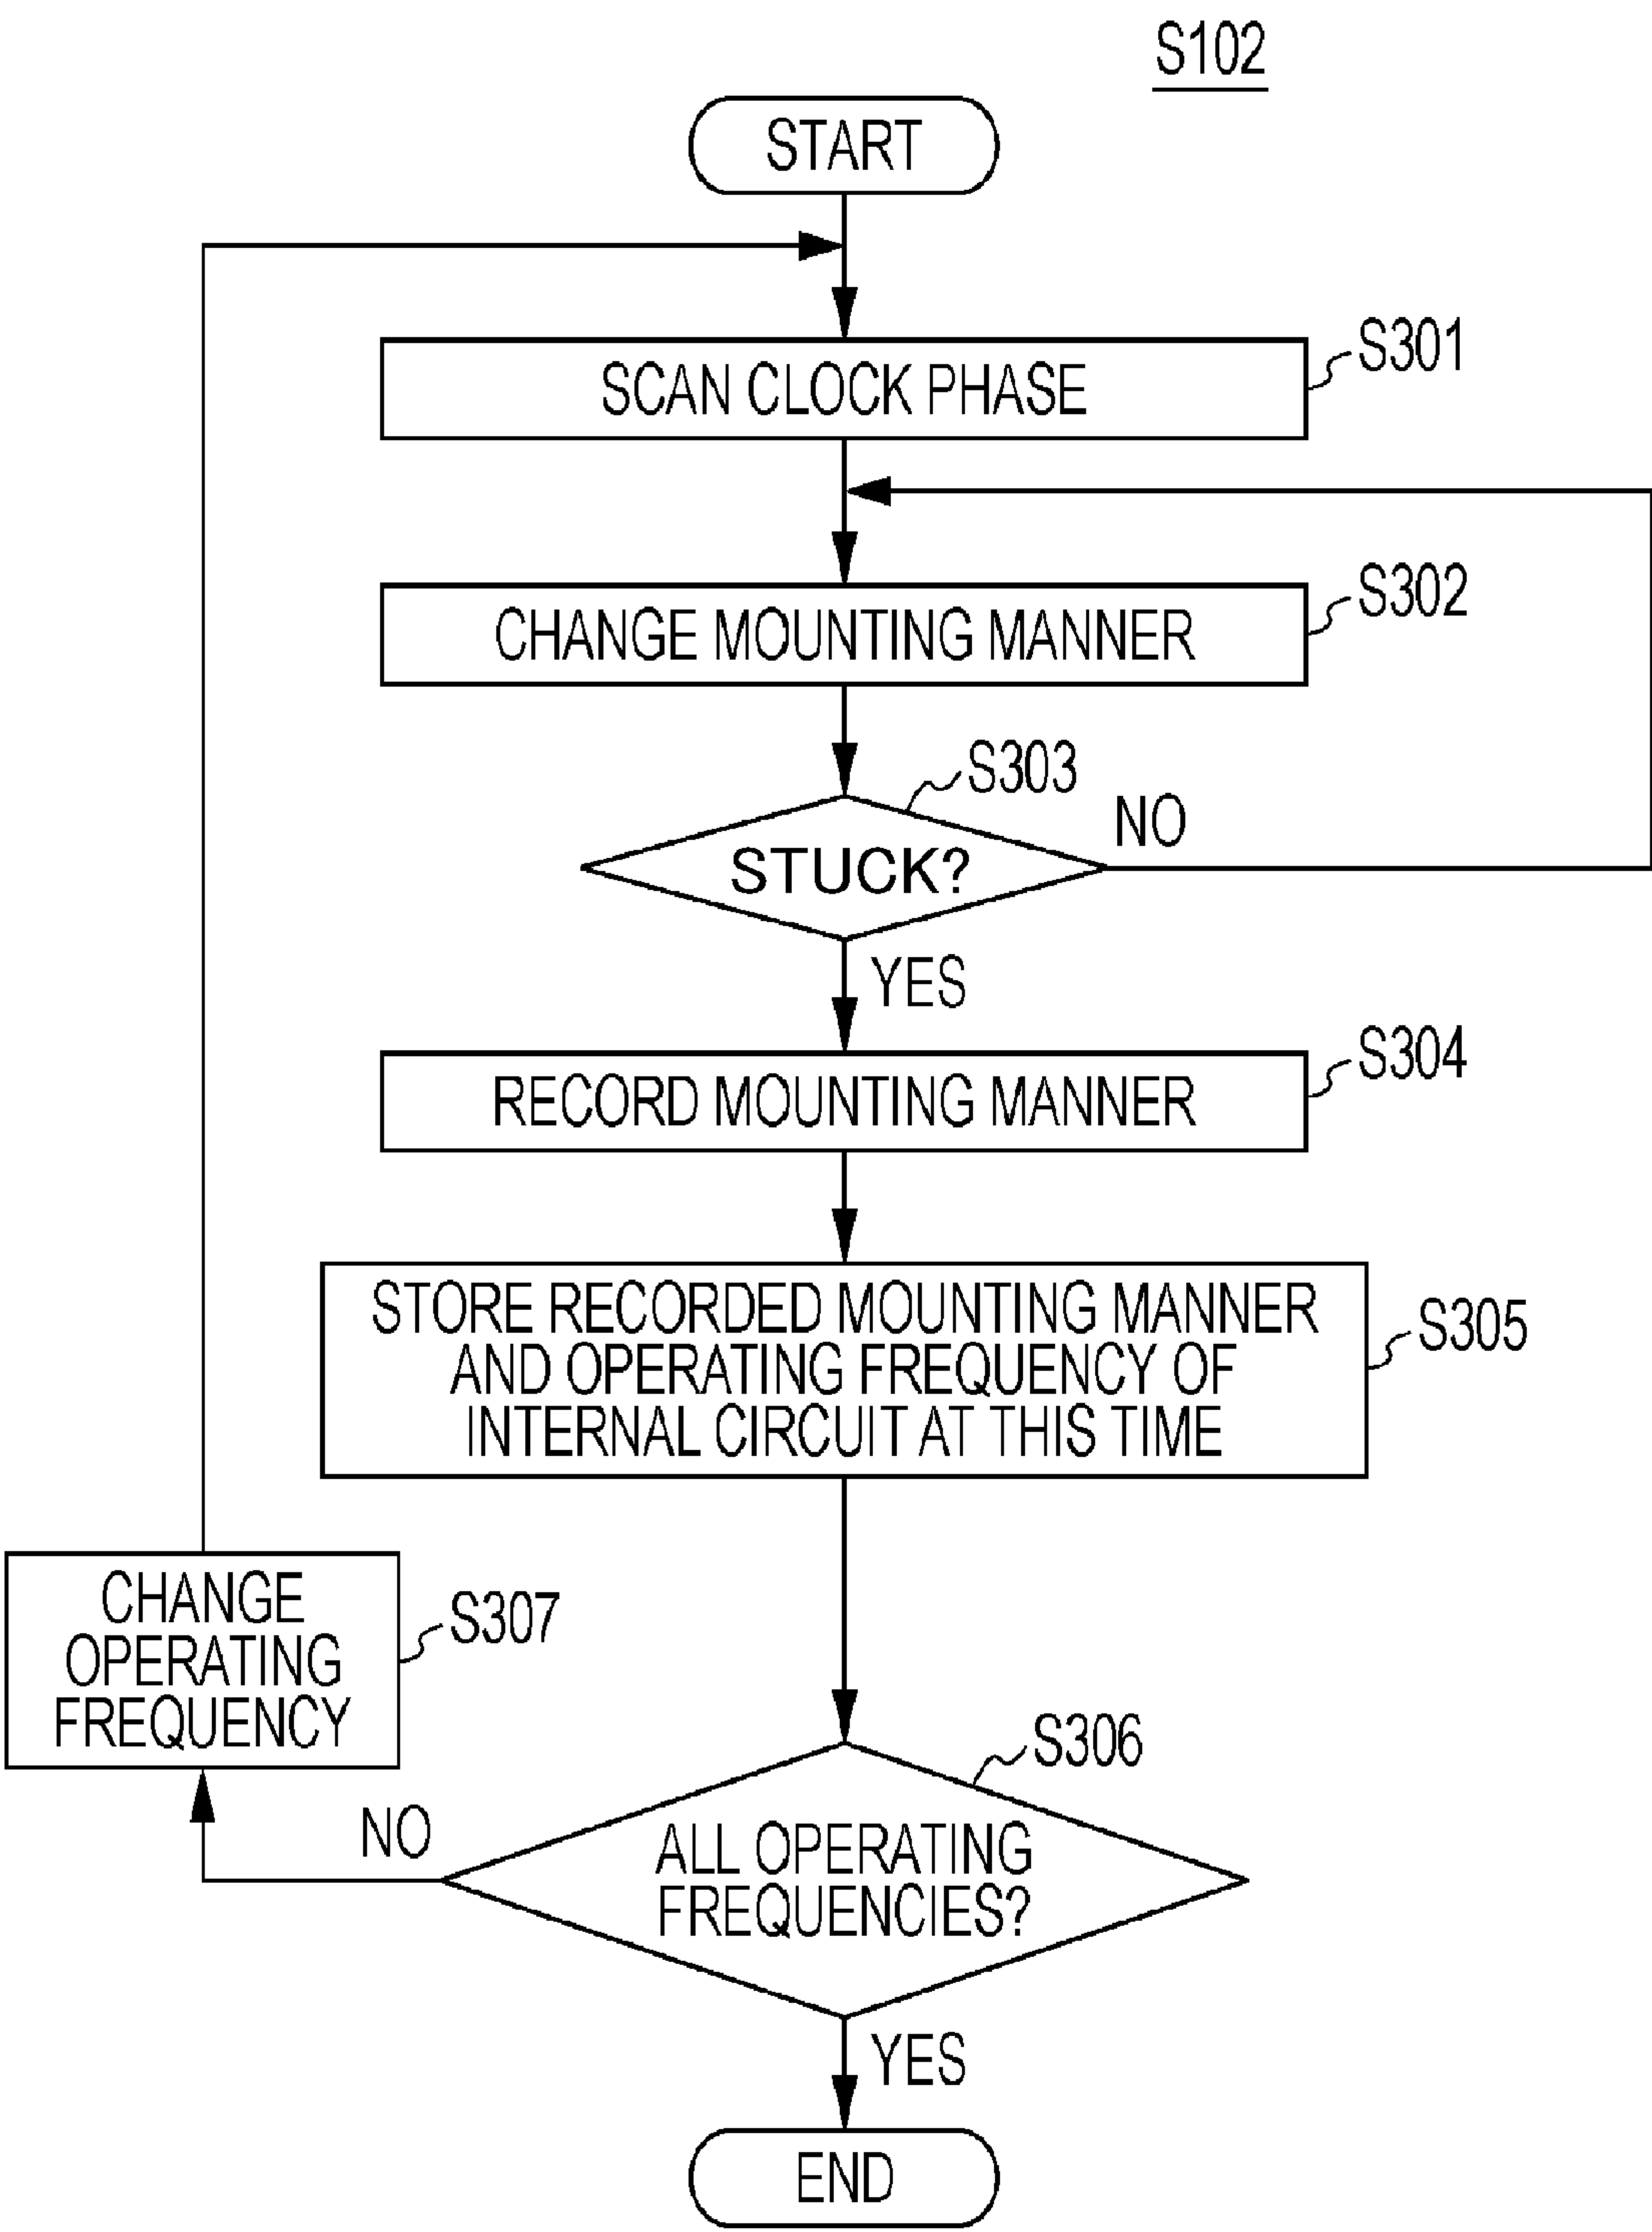 S102
START
SCAN CLOCK PHASE
S301
CHANGE MOUNTING MANNER
S302
S303
STUCK?
NO
YES
RECORD MOUNTING MANNER
S304
STORE RECORDED MOUNTING MANNER
AND OPERATING FREQUENCY OF
INTERNAL CIRCUIT AT THIS TIME
S305
CHANGE
OPERATING
FREQUENCY
S307
S306
NO
ALL OPERATING
FREQUENCIES?
YES
END